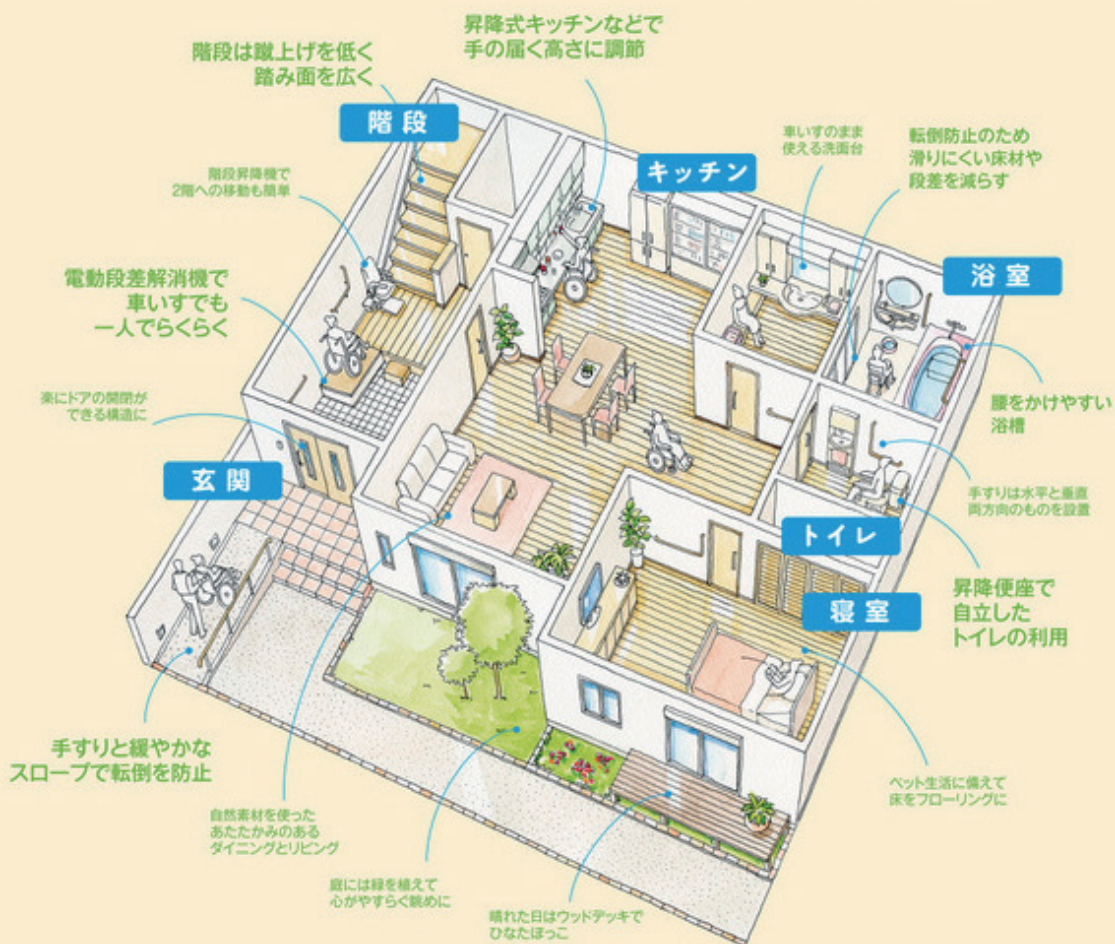 昇降式キッチンなどで
手の届く高さに調節
階段は蹴上げを低く
踏み面を広く
階段
車いすのまま
使える洗面台
転倒防止のため
滑りにくい床材や
段差を減らす
キッチン
階段昇降機で
2階への移動も簡単
浴室
電動段差解消機で
車いすでも
一人でらくらく
楽にドアの開閉が
できる構造に
腰をかけやすい
浴槽
玄関
手すりは水平と垂直
両方向のものを設置
トイレ
昇降便座で
自立した
トイレの利用
寝室
手すりと緩やかな
スロープで転倒を防止
ベット生活に備えて
床をフローリングに
自然素材を使った
あたたかみのある
ダイニングとリビング
庭には緑を植えて
心がやすらぐ眺めに
晴れた日はウッドデッキで
ひなたぼっこ